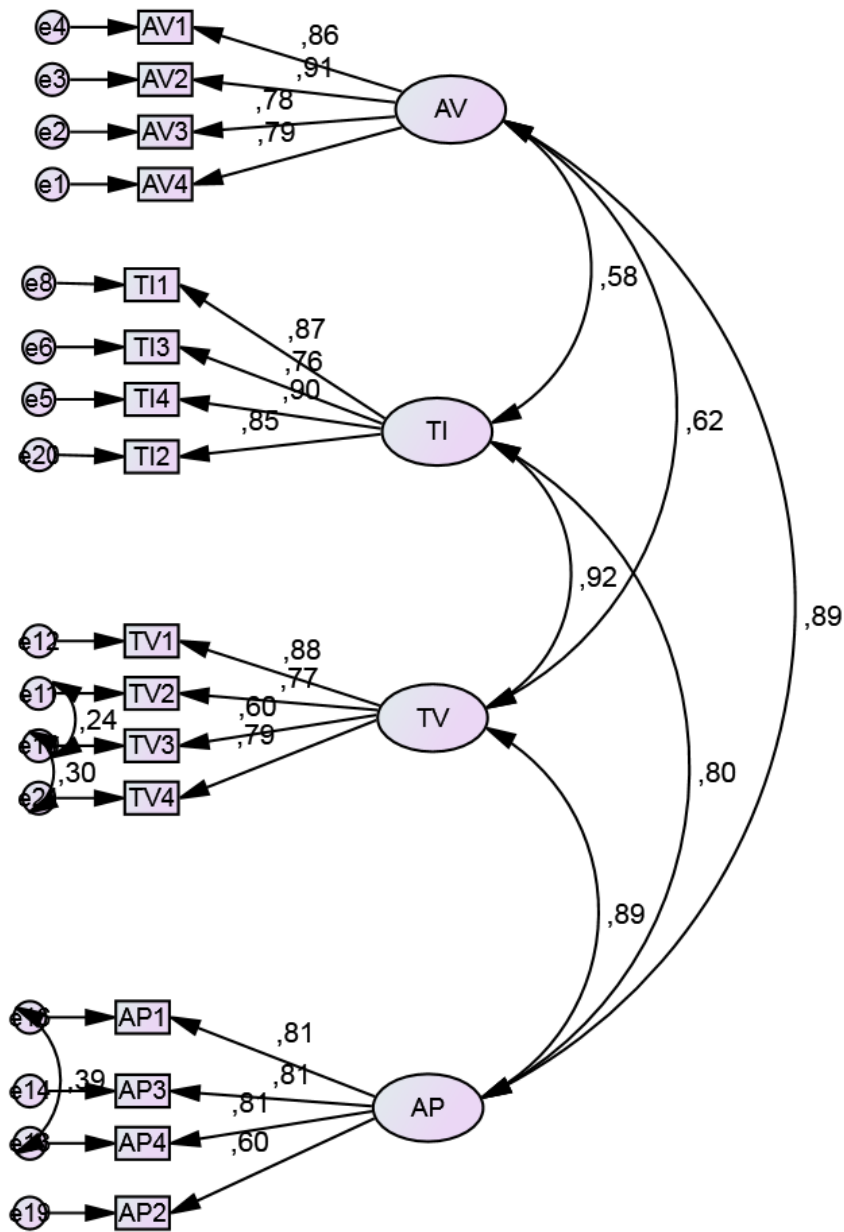 e4 AV1
,86
e3 AV2
,91
AV
,78
e2 AV3
,79
e1 AV4
,58
e8 TI1
,87
e6 TI3
,76
,90
e5 TI4
,85
TI
,62
e20 TI2
,92
,89
e12 TV1
,88
,77
e11 TV2
,60
TV
,24
,79
TV3
,30
TV4
,80
,89
e16 AP1
,81
,81
,39
e14 AP3
,81
AP
AP4
,60
e19 AP2